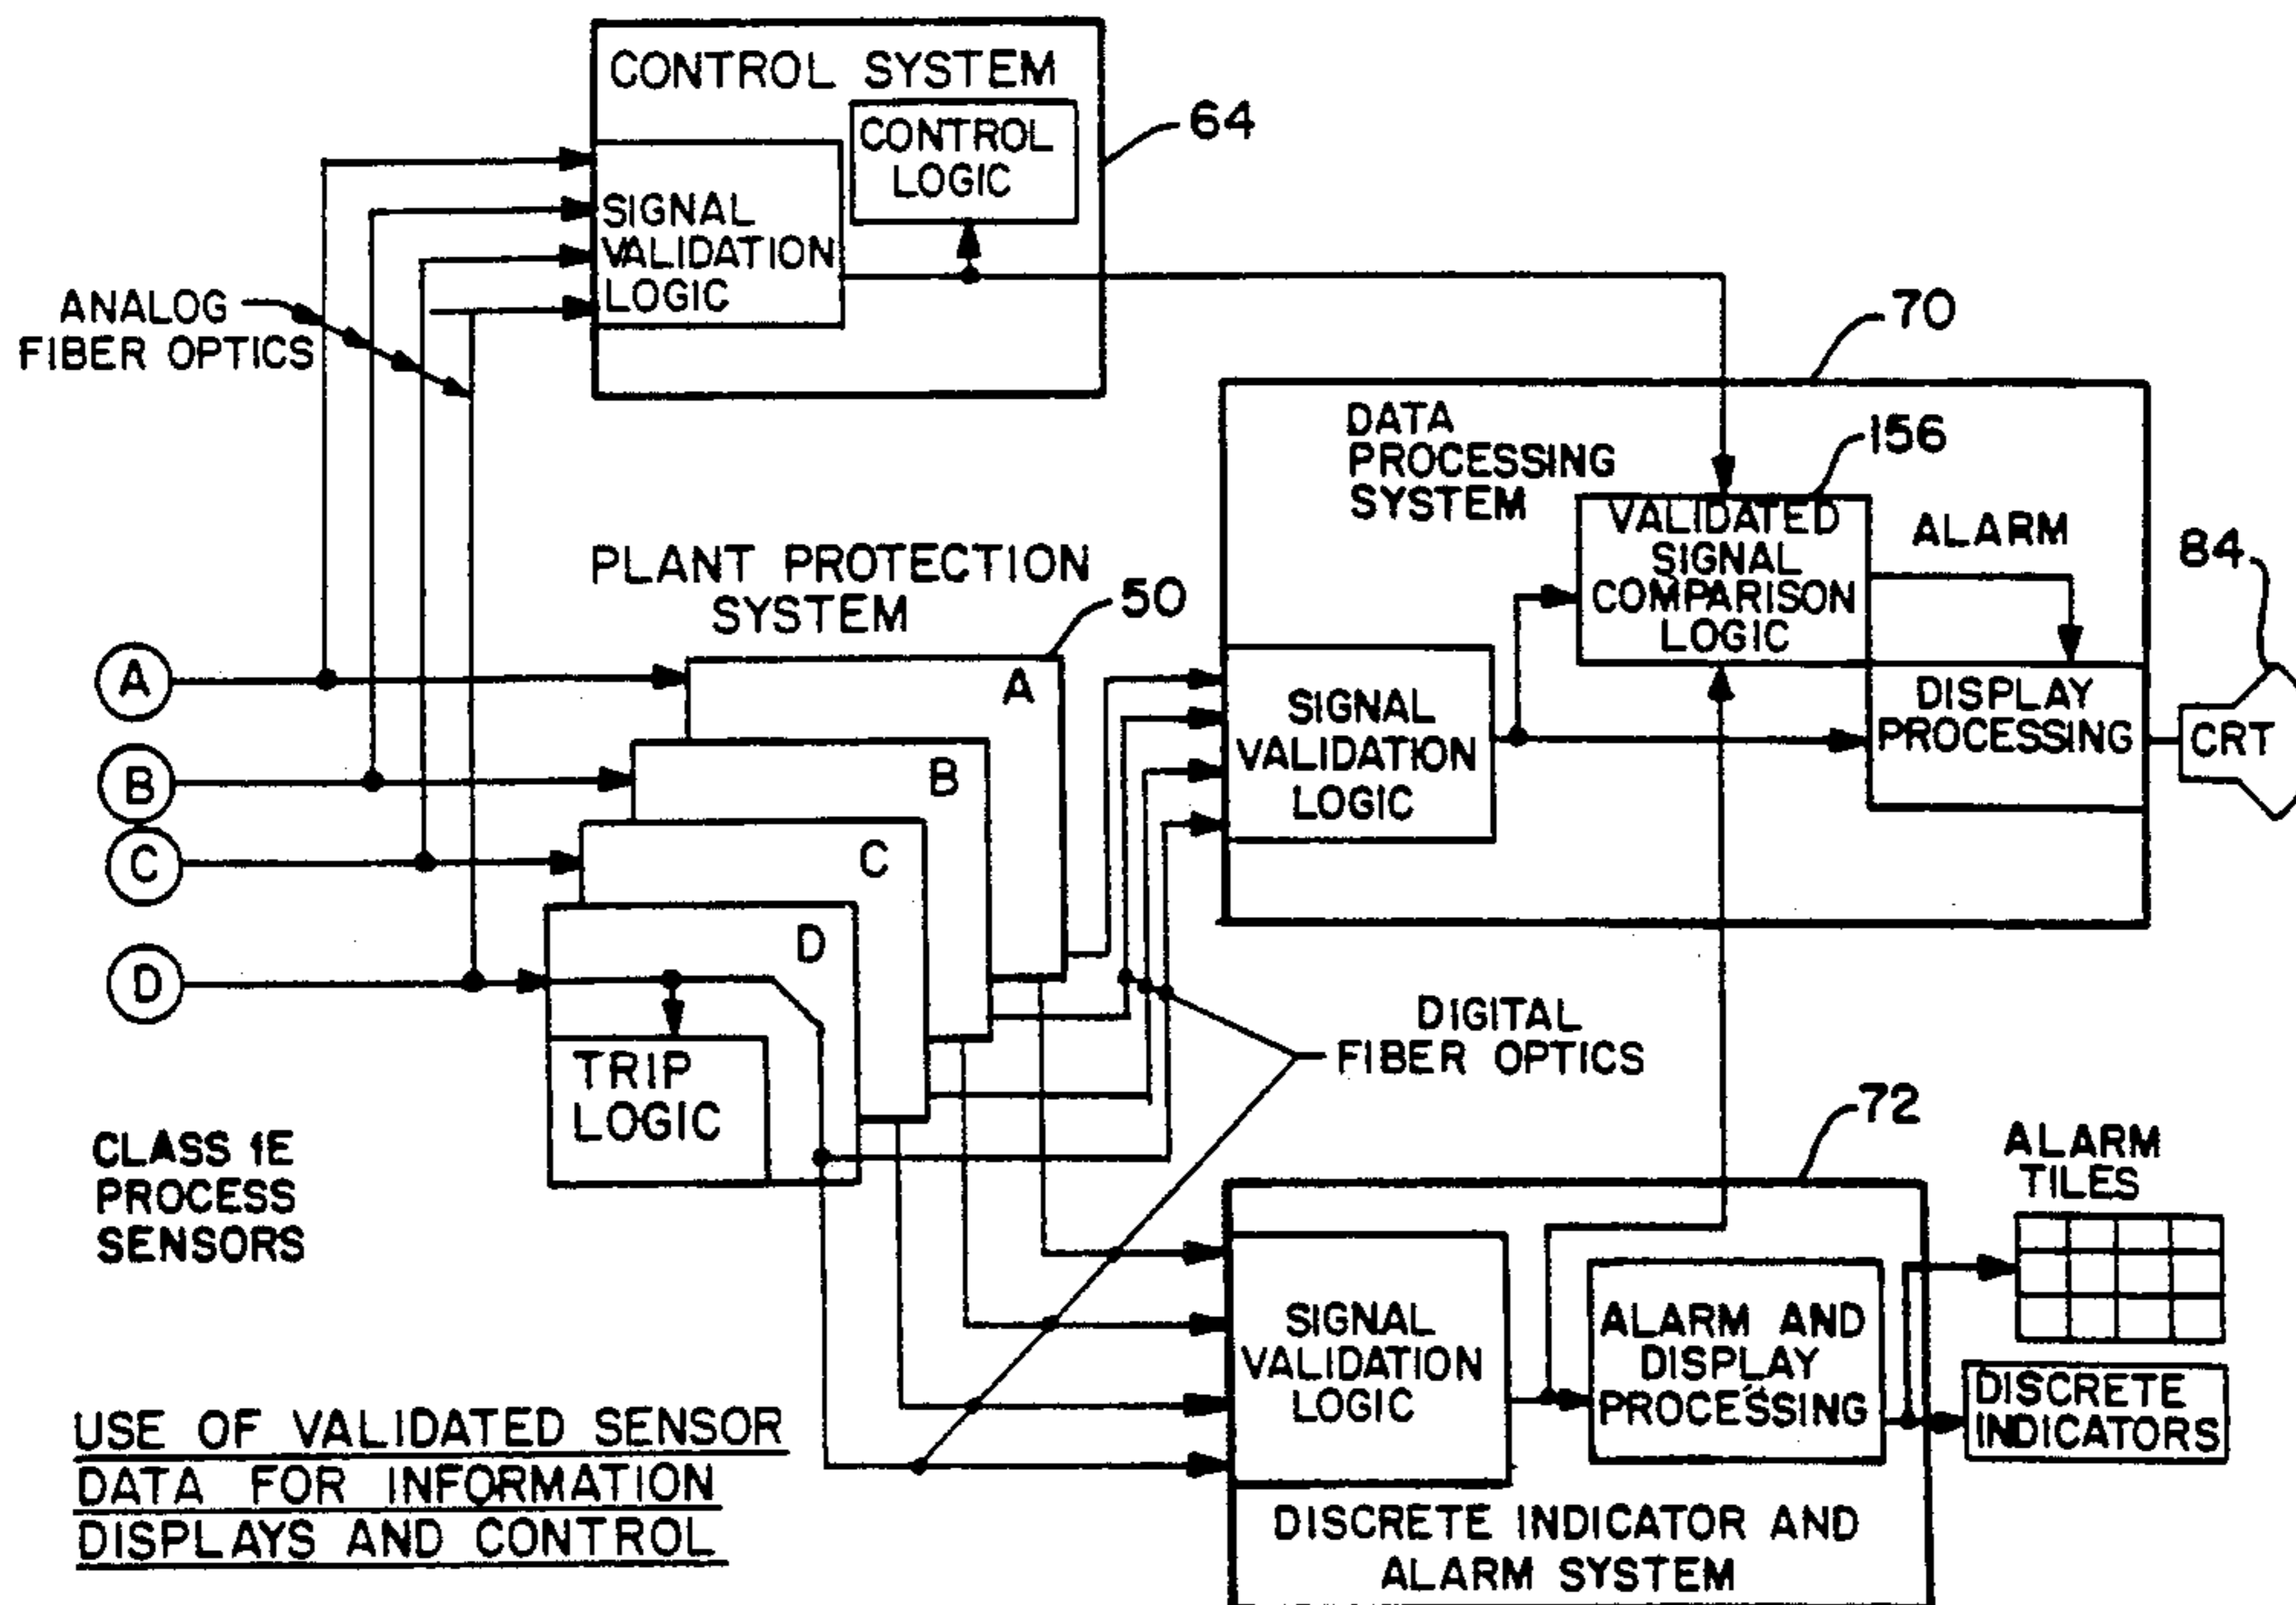 CONTROL SYSTEM
CONTROL
LOGIC
64
SIGNAL
VALIDATION
LOGIC
ANALOG
FIBER OPTICS
70
DATA
PROCESSING
SYSTEM
156
VALIDATED
SIGNAL
COMPARISON
LOGIC
ALARM
84
PLANT PROTECTION
SYSTEM
50
A
A
B
B
C
C
D
D
SIGNAL
VALIDATION
LOGIC
DISPLAY
PROCESSING
CRT
TRIP
LOGIC
DIGITAL
FIBER OPTICS
CLASS 1E
PROCESS
SENSORS
72
ALARM
TILES
SIGNAL
VALIDATION
LOGIC
ALARM AND
DISPLAY
PROCESSING
DISCRETE
INDICATORS
DISCRETE INDICATOR AND
ALARM SYSTEM
USE OF VALIDATED SENSOR
DATA FOR INFORMATION
DISPLAYS AND CONTROL